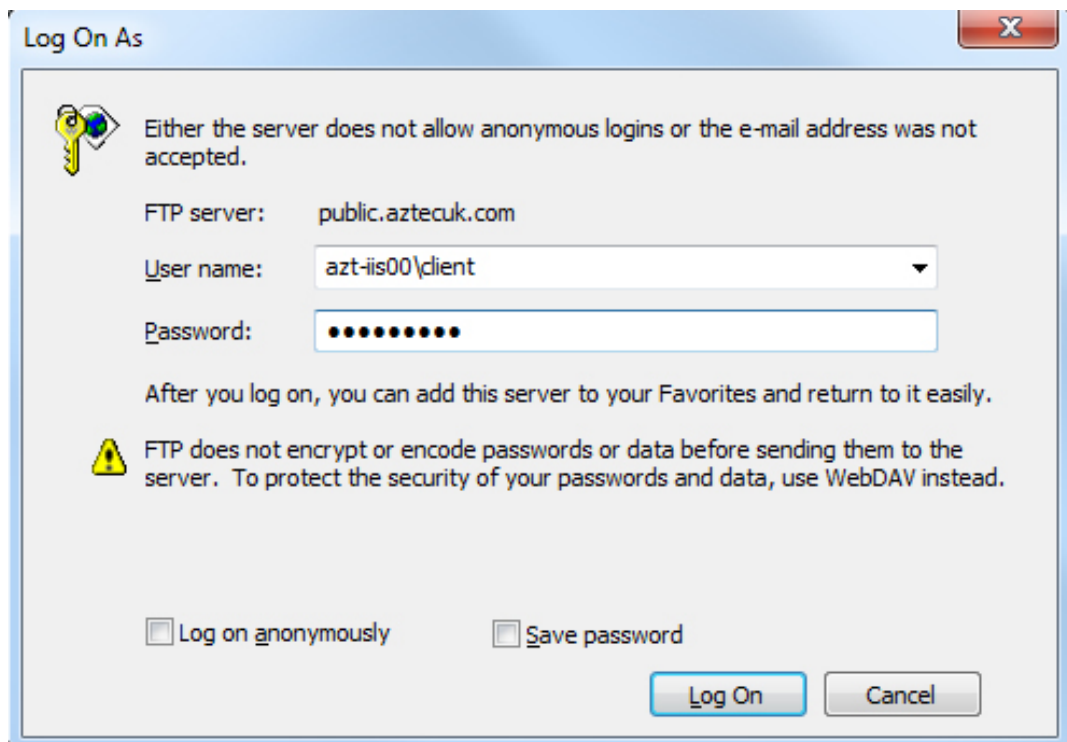 Log On As
Either the server does not allow anonymous logins or the e-mail address was not
accepted.
FTP server: public.aztecuk.com
User name: azt-iis00\client
Password: •••••••••
After you log on, you can add this server to your Favorites and return to it easily.
FTP does not encrypt or encode passwords or data before sending them to the
server. To protect the security of your passwords and data, use WebDAV instead.
Log on anonymously Save password
Log On Cancel